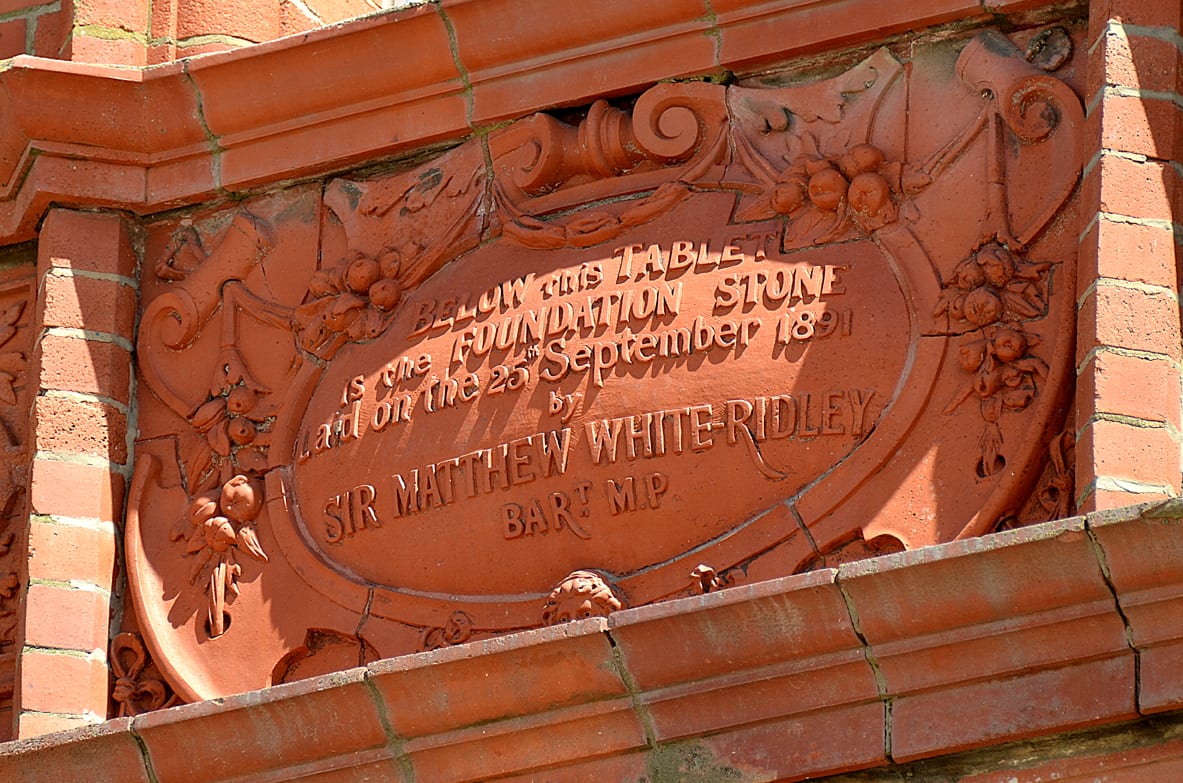 BELOW this TABLET
is the FOUNDATION STONE
Laid on the 25th September 1891
by
SIR MATTHEW WHITE-RIDLEY
BART M.P